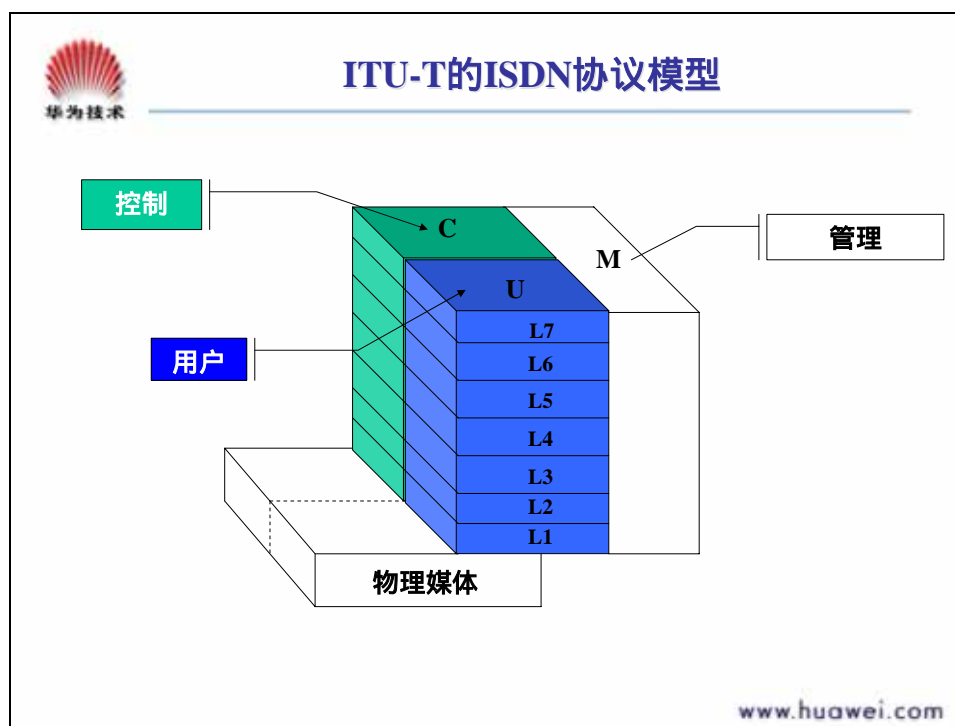 ITU-T的ISDN协议模型
华为技术
控制
C
管理
M
U
L7
用户
L6
L5
L4
L3
L2
L1
物理媒体
www.huawei.com